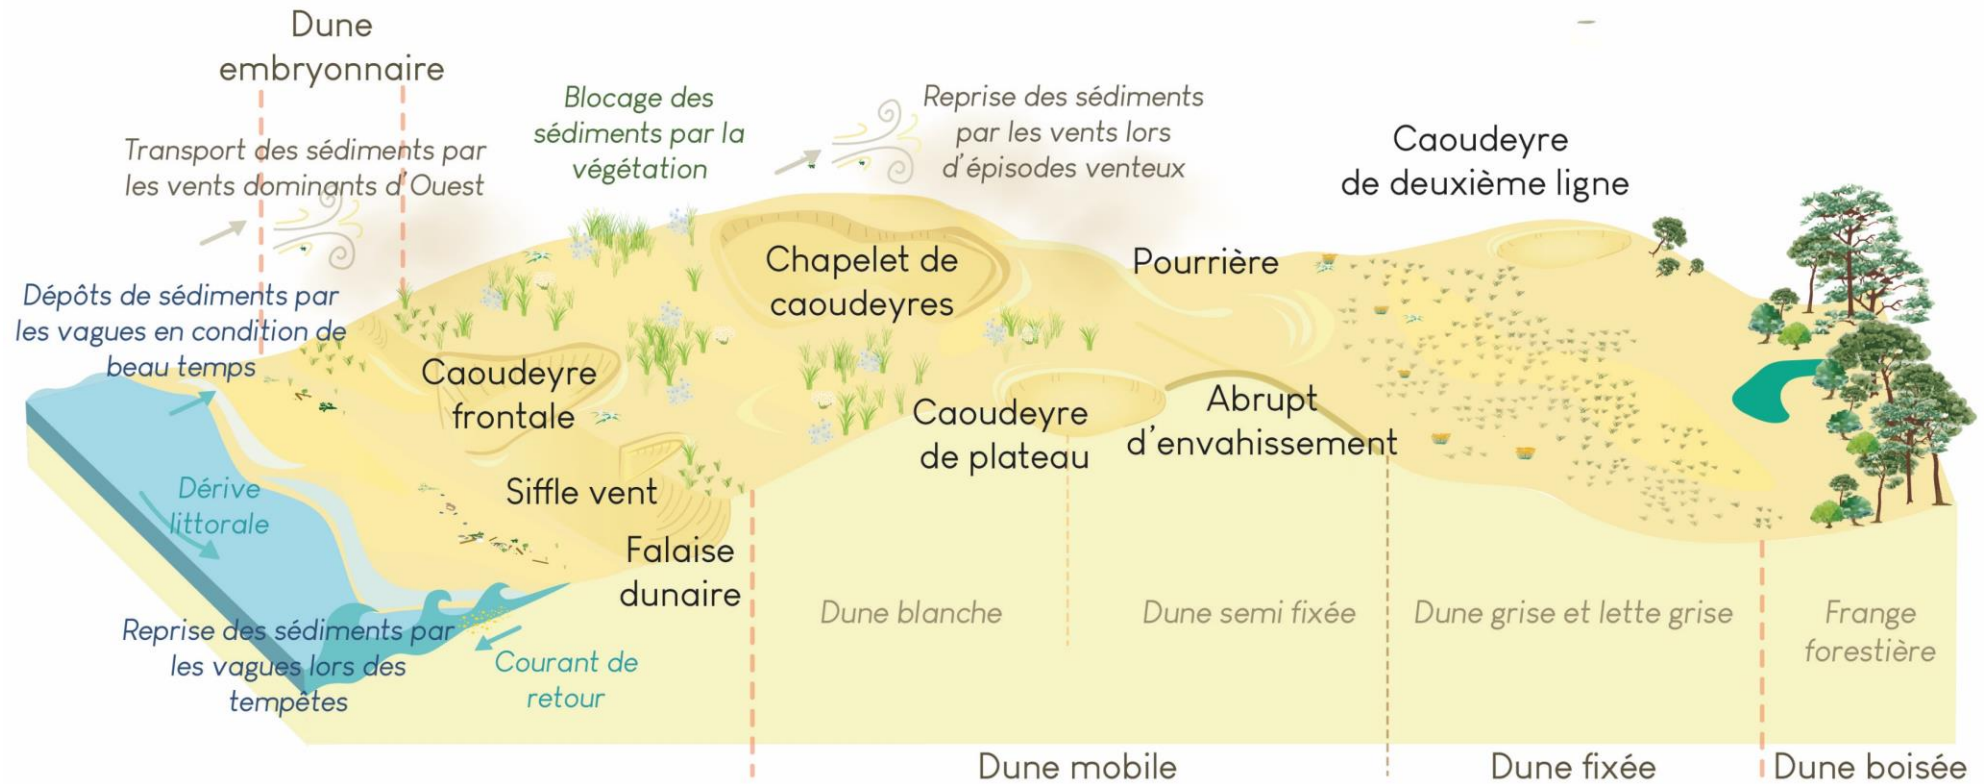 Dune
embryonnaire
Transport des sédiments par
les vents dominants d'Ouest
Blocage des
sédiments par la
végétation
Reprise des sédiments
par les vents lors
d'épisodes venteux
Caoudeyre
de deuxième ligne
Dépôts de sédiments par
les vagues en condition de
beau temps
Chapelet de
caoudeyres
Pourrière
Caoudeyre
frontale
Caoudeyre
de plateau
Abrupt
d'envahissement
Dérive
littorale
Siffle vent
Falaise
dunaire
Reprise des sédiments par
les vagues lors des
tempêtes
Courant de
retour
Dune blanche
Dune semi fixée
Dune grise et lette grise
Frange
forestière
Dune mobile
Dune fixée
Dune boisée